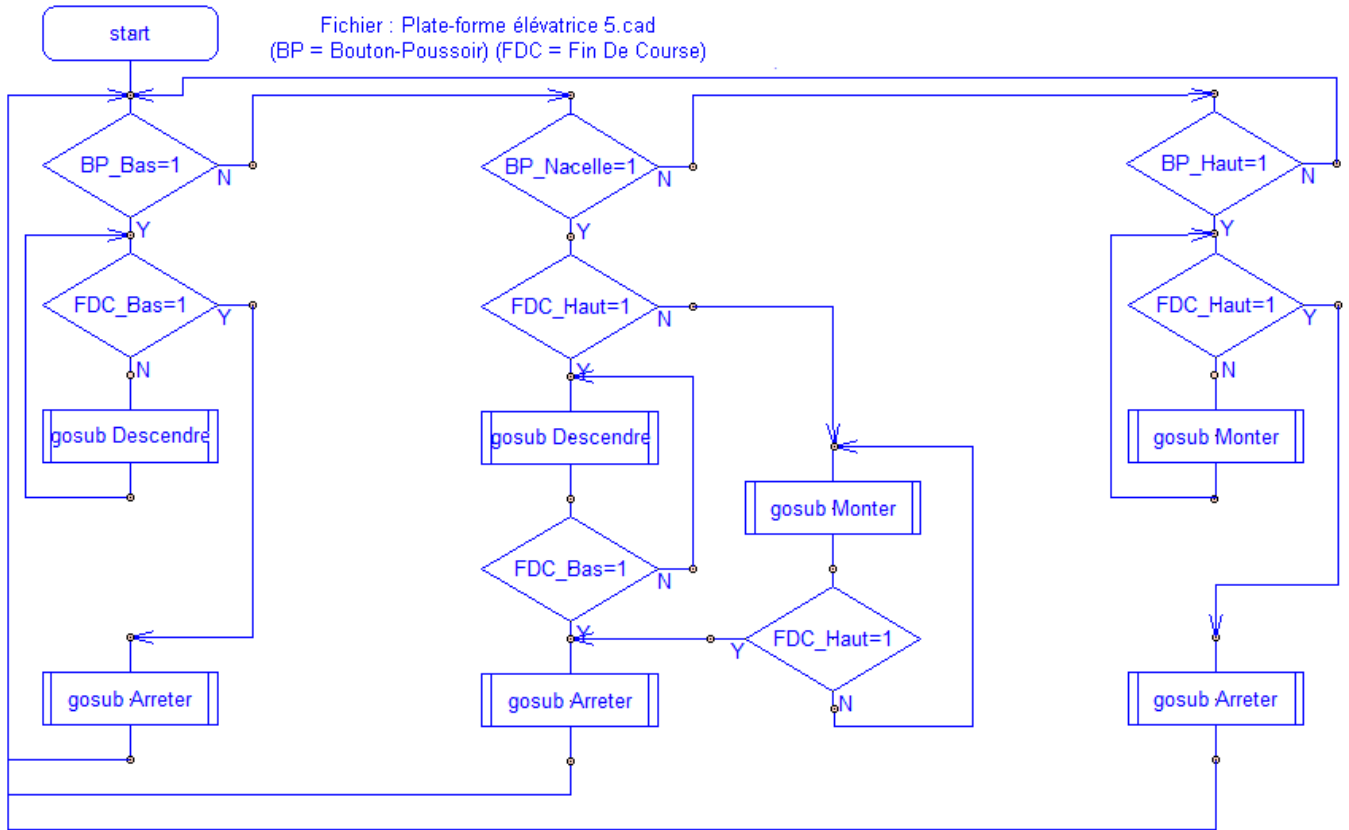 Fichier : Plate-forme élévatrice 5.cad
(BP = Bouton-Poussoir) (FDC = Fin De Course)
start
BP_Bas=1
N
Y
FDC_Bas=1
Y
N
gosub Descendre
gosub Arreter
BP_Nacelle=1
N
Y
FDC_Haut=1
N
Y
gosub Descendre
FDC_Bas=1
N
Y
gosub Arreter
gosub Monter
FDC_Haut=1
Y
N
BP_Haut=1
N
Y
FDC_Haut=1
Y
N
gosub Monter
gosub Arreter